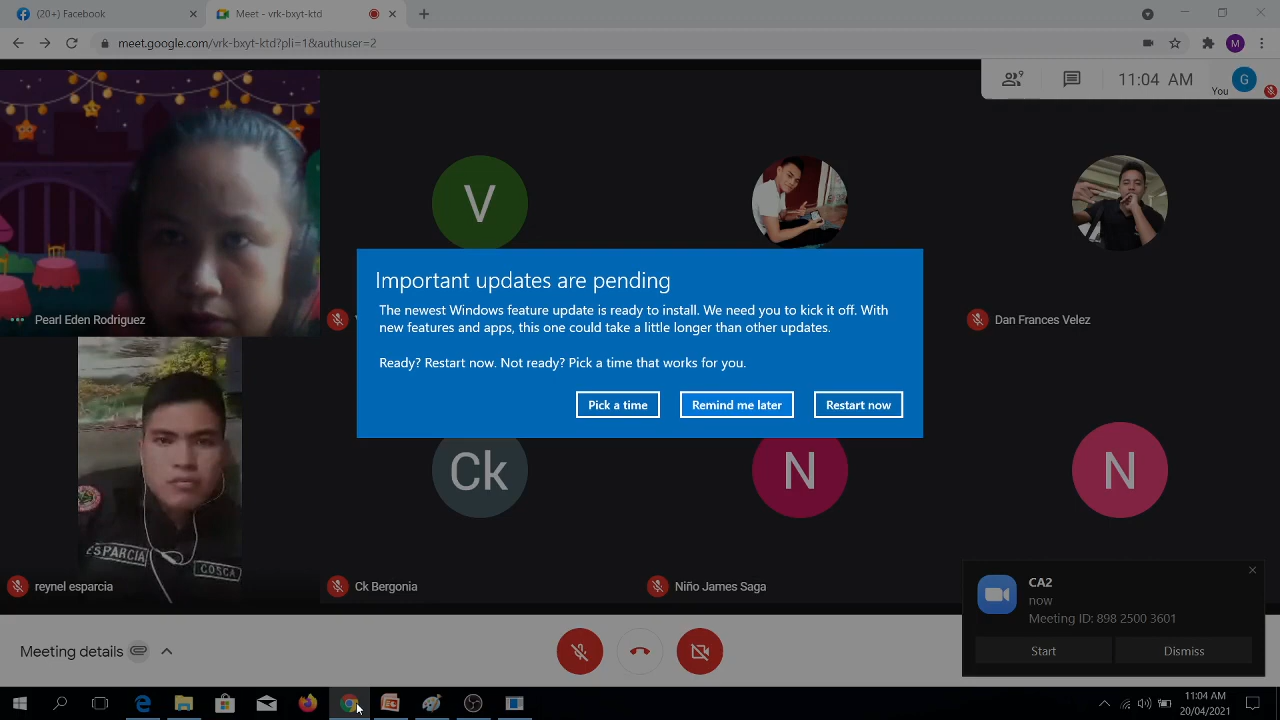 (20+) Facebook
Meet - vrk-bxyt-ktd
meet.google.com/vrk-bxyt-ktd?pli=1&authuser=2
M
9
11:04 AM
You
G
V
Pearl Eden Rodriguez
Dan Frances Velez
Important updates are pending
The newest Windows feature update is ready to install. We need you to kick it off. With
new features and apps, this one could take a little longer than other updates.
Ready? Restart now. Not ready? Pick a time that works for you.
Pick a time
Remind me later
Restart now
Ck
N
N
ESPARCIA
COSCA
reynel esparcia
Ck Bergonia
Niño James Saga
CA2
now
Meeting ID: 898 2500 3601
Start
Dismiss
Meeting details
11:04 AM
20/04/2021